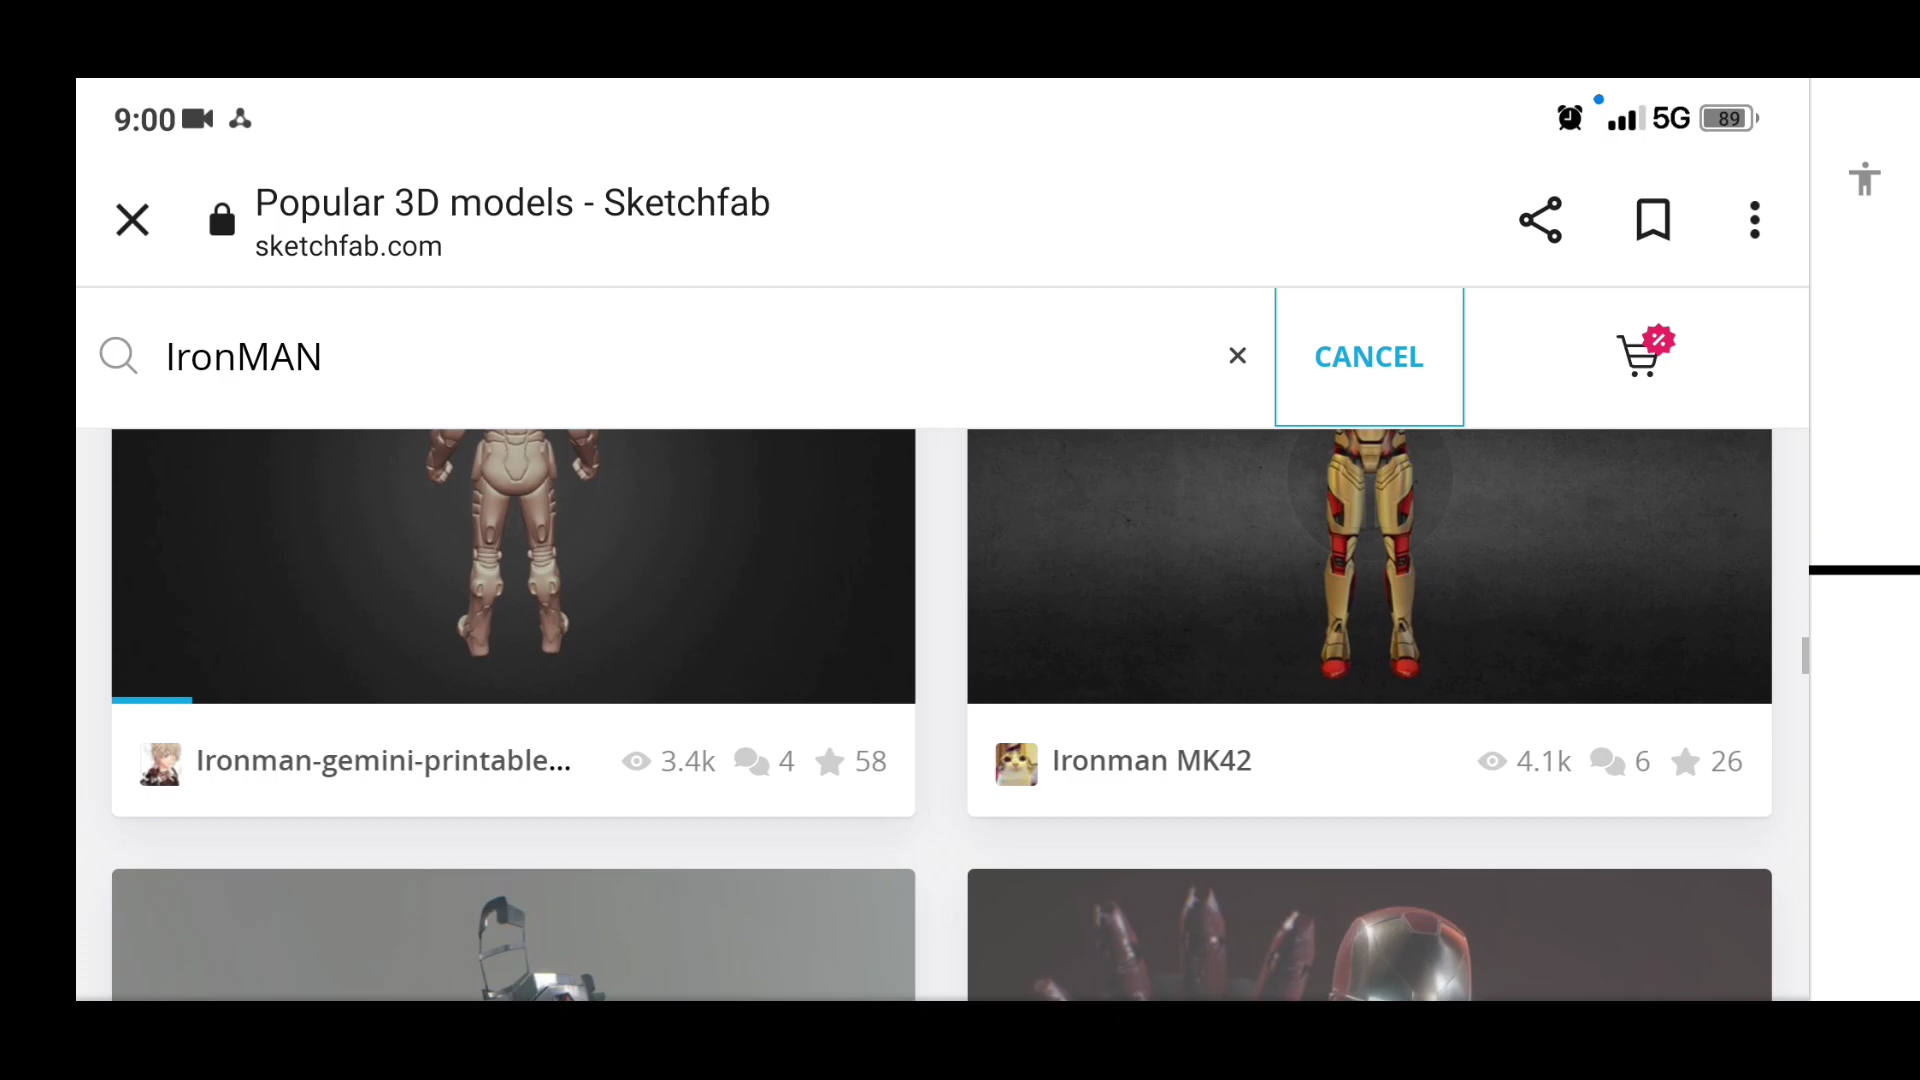 9:00
5G 89
Popular 3D models - Sketchfab
sketchfab.com
IronMAN
CANCEL
Ironman-gemini-printable... 3.4k 4 58
Ironman MK42 4.1k 6 26